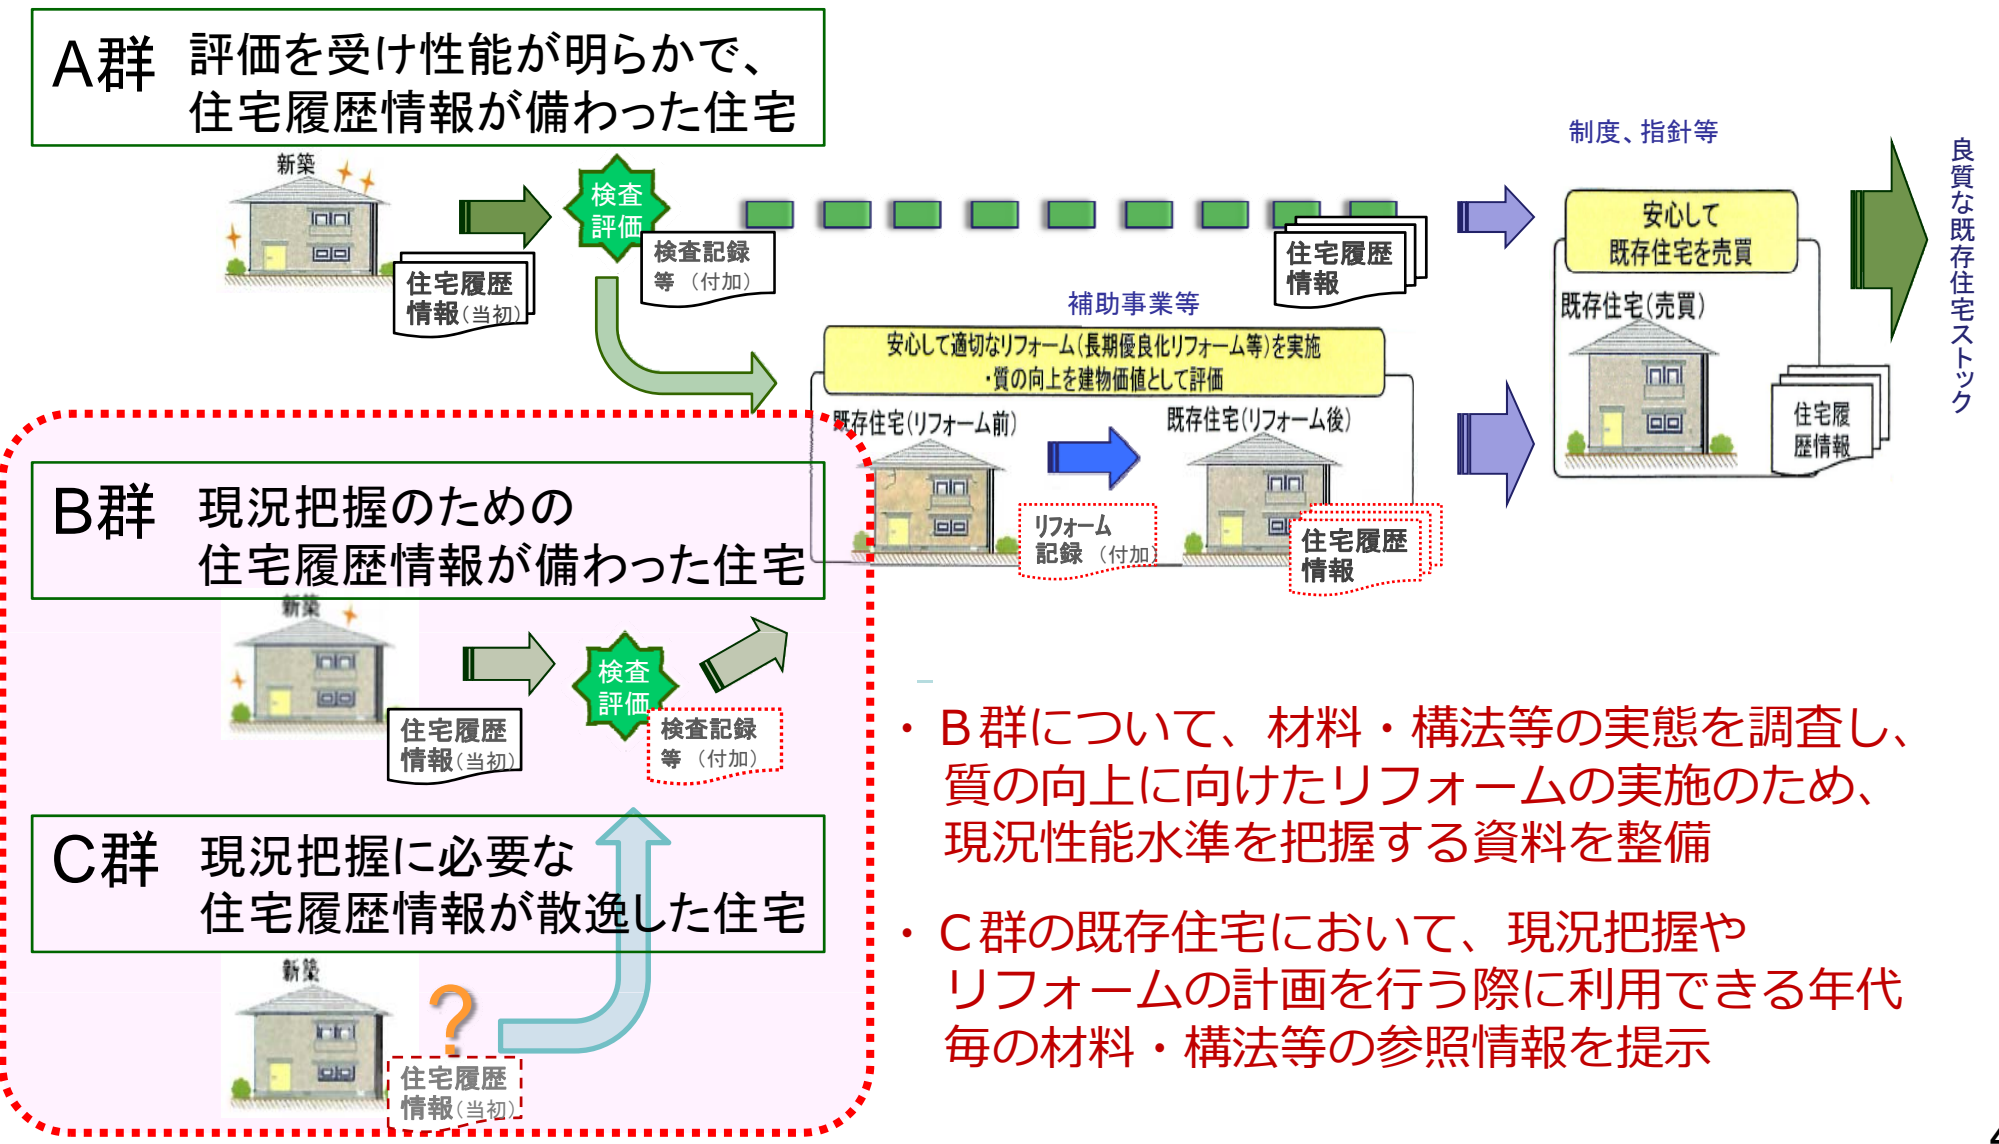 A群 評価を受け性能が明らかで、
住宅履歴情報が備わった住宅
新築
住宅履歴
情報(当初)
検査
評価
検査記録
等（付加）
住宅履歴
情報
制度、指針等
安心して
既存住宅を売買
既存住宅(売買)
住宅履
歴情報
良質な既存住宅ストック
補助事業等
安心して適切なリフォーム(長期優良化リフォーム等)を実施
・質の向上を建物価値として評価
既存住宅(リフォーム前)
既存住宅(リフォーム後)
リフォーム
記録（付加）
住宅履歴
情報
B群 現況把握のための
住宅履歴情報が備わった住宅
新築
住宅履歴
情報(当初)
検査
評価
検査記録
等（付加）
C群 現況把握に必要な
住宅履歴情報が散逸した住宅
新築
?
住宅履歴
情報(当初)
・Ｂ群について、材料・構法等の実態を調査し、
質の向上に向けたリフォームの実施のため、
現況性能水準を把握する資料を整備
・Ｃ群の既存住宅において、現況把握や
リフォームの計画を行う際に利用できる年代
毎の材料・構法等の参照情報を提示